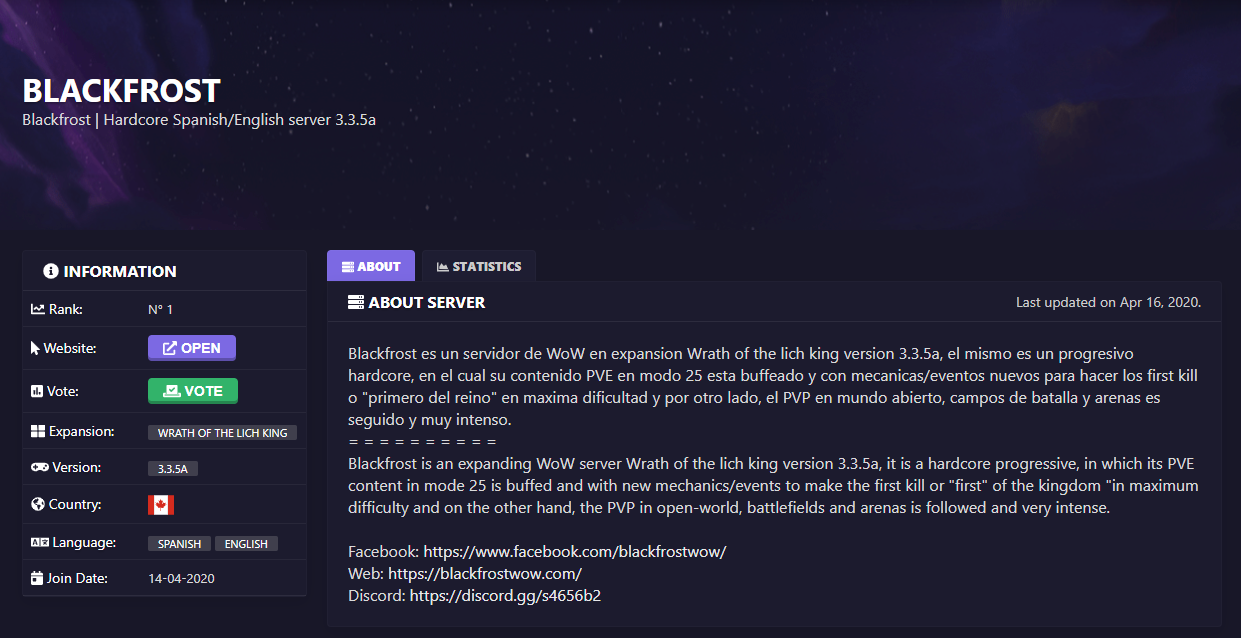 BLACKFROST
Blackfrost | Hardcore Spanish/English server 3.3.5a
INFORMATION
Rank: N° 1
Website: OPEN
Vote: VOTE
Expansion: WRATH OF THE LICH KING
Version: 3.3.5A
Country:
Language: SPANISH ENGLISH
Join Date: 14-04-2020
ABOUT STATISTICS
ABOUT SERVER Last updated on Apr 16, 2020.
Blackfrost es un servidor de WoW en expansion Wrath of the lich king version 3.3.5a, el mismo es un progresivo
hardcore, en el cual su contenido PVE en modo 25 esta buffeado y con mecanicas/eventos nuevos para hacer los first kill
o "primero del reino" en maxima dificultad y por otro lado, el PVP en mundo abierto, campos de batalla y arenas es
seguido y muy intenso.
= = = = = = = = = =
Blackfrost is an expanding WoW server Wrath of the lich king version 3.3.5a, it is a hardcore progressive, in which its PVE
content in mode 25 is buffed and with new mechanics/events to make the first kill or "first" of the kingdom "in maximum
difficulty and on the other hand, the PVP in open-world, battlefields and arenas is followed and very intense.
Facebook: https://www.facebook.com/blackfrostwow/
Web: https://blackfrostwow.com/
Discord: https://discord.gg/s4656b2